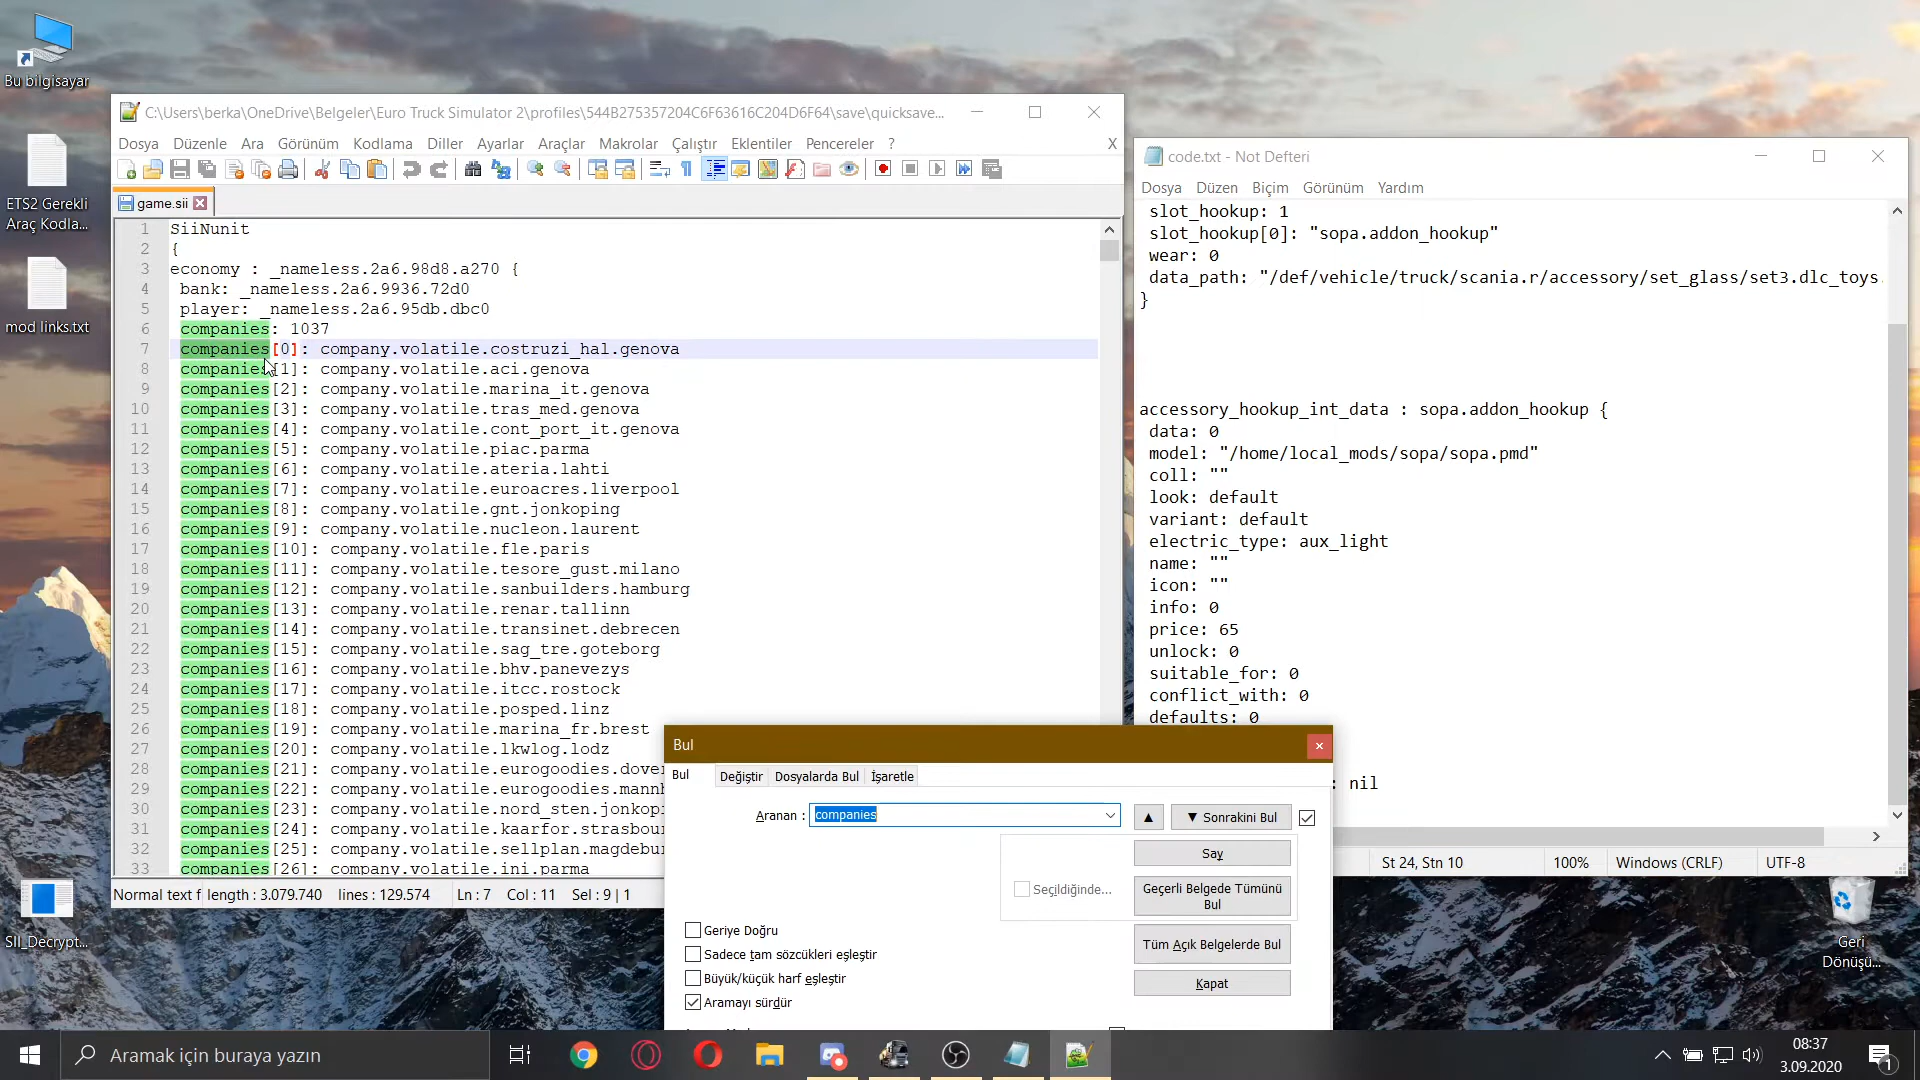 Bu bilgisayar
ETS2 Gerekli
Araç Kodla...
mod links.txt
SII_Decrypt...
C:\Users\berka\OneDrive\Belgeler\Euro Truck Simulator 2\profiles\544B275357204C6F63616C204D6F64\save\quicksave...
Dosya Düzenle Ara Görünüm Kodlama Diller Ayarlar Araçlar Makrolar Çalıştır Eklentiler Pencereler ? X
game.sii
1 SiiNunit
2 {
3 economy : _nameless.2a6.98d8.a270 {
4 bank: _nameless.2a6.9936.72d0
5 player: _nameless.2a6.95db.dbc0
6 companies: 1037
7 companies[0]: company.volatile.costruzi_hal.genova
8 companies[1]: company.volatile.aci.genova
9 companies[2]: company.volatile.marina_it.genova
10 companies[3]: company.volatile.tras_med.genova
11 companies[4]: company.volatile.cont_port_it.genova
12 companies[5]: company.volatile.piac.parma
13 companies[6]: company.volatile.ateria.lahti
14 companies[7]: company.volatile.euroacres.liverpool
15 companies[8]: company.volatile.gnt.jonkoping
16 companies[9]: company.volatile.nucleon.laurent
17 companies[10]: company.volatile.fle.paris
18 companies[11]: company.volatile.tesore_gust.milano
19 companies[12]: company.volatile.sanbuilders.hamburg
20 companies[13]: company.volatile.renar.tallinn
21 companies[14]: company.volatile.transinet.debrecen
22 companies[15]: company.volatile.sag_tre.goteborg
23 companies[16]: company.volatile.bhv.panevezys
24 companies[17]: company.volatile.itcc.rostock
25 companies[18]: company.volatile.posped.linz
26 companies[19]: company.volatile.marina_fr.brest
27 companies[20]: company.volatile.lkwlog.lodz
28 companies[21]: company.volatile.eurogoodies.dover
29 companies[22]: company.volatile.eurogoodies.mannh
30 companies[23]: company.volatile.nord_sten.jonkopi
31 companies[24]: company.volatile.kaarfor.strasbour
32 companies[25]: company.volatile.sellplan.magdebur
33 companies[26]: company.volatile.ini.parma
Normal text f length : 3.079.740 lines : 129.574 Ln : 7 Col : 11 Sel : 9 | 1
code.txt - Not Defteri
Dosya Düzen Biçim Görünüm Yardım
slot_hookup: 1
slot_hookup[0]: "sopa.addon_hookup"
wear: 0
data_path: "/def/vehicle/truck/scania.r/accessory/set_glass/set3.dlc_toys.
}
accessory_hookup_int_data : sopa.addon_hookup {
data: 0
model: "/home/local_mods/sopa/sopa.pmd"
coll: ""
look: default
variant: default
electric_type: aux_light
name: ""
icon: ""
info: 0
price: 65
unlock: 0
suitable_for: 0
conflict_with: 0
defaults: 0
: nil
St 24, Stn 10 100% Windows (CRLF) UTF-8
Bul
Bul Değiştir Dosyalarda Bul İşaretle
Aranan : companies
▲ ▼ Sonrakini Bul
Say
Seçildiğinde...
Geçerli Belgede Tümünü
Bul
Geriye Doğru
Tüm Açık Belgelerde Bul
Sadece tam sözcükleri eşleştir
Büyük/küçük harf eşleştir
Kapat
Aramayı sürdür
Geri
Dönüşü...
Aramak için buraya yazın
08:37
3.09.2020
1